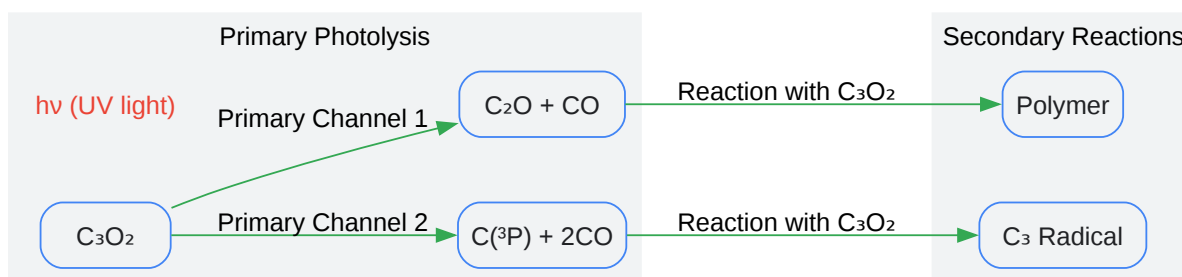 Primary Photolysis
Secondary Reactions
hν (UV light)
Primary Channel 1
C₂O + CO
Reaction with C₃O₂
Polymer
C₃O₂
Primary Channel 2
C(³P) + 2CO
Reaction with C₃O₂
C₃ Radical